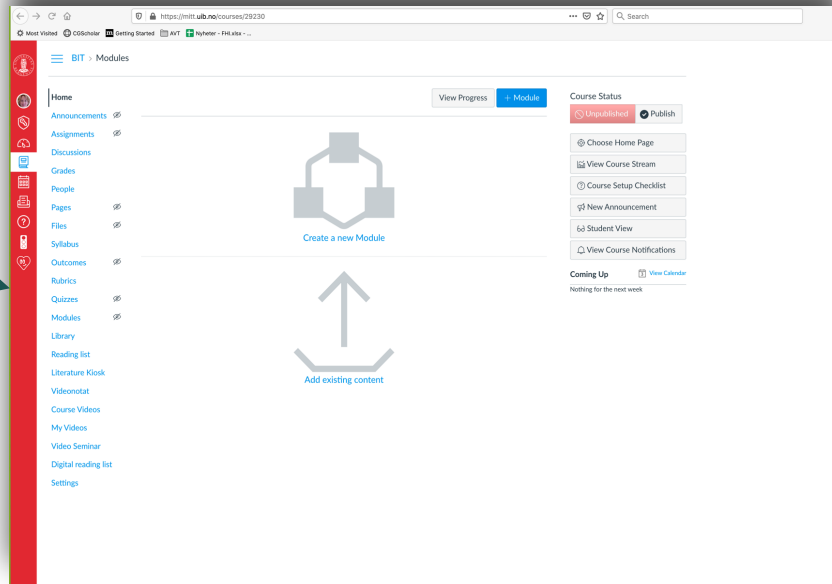 https://mitt.uib.no/courses/29230
Search
Most Visited CGScholar Getting Started AVT Nyheter - FHI.xlsx - ...
BIT > Modules
Home
Announcements
Assignments
Discussions
Grades
People
Pages
Files
Syllabus
Outcomes
Rubrics
Quizzes
Modules
Library
Reading list
Literature Kiosk
Videonotat
Course Videos
My Videos
Video Seminar
Digital reading list
Settings
View Progress + Module
Create a new Module
Add existing content
Course Status
Unpublished Publish
Choose Home Page
View Course Stream
Course Setup Checklist
New Announcement
Student View
View Course Notifications
Coming Up View Calendar
Nothing for the next week